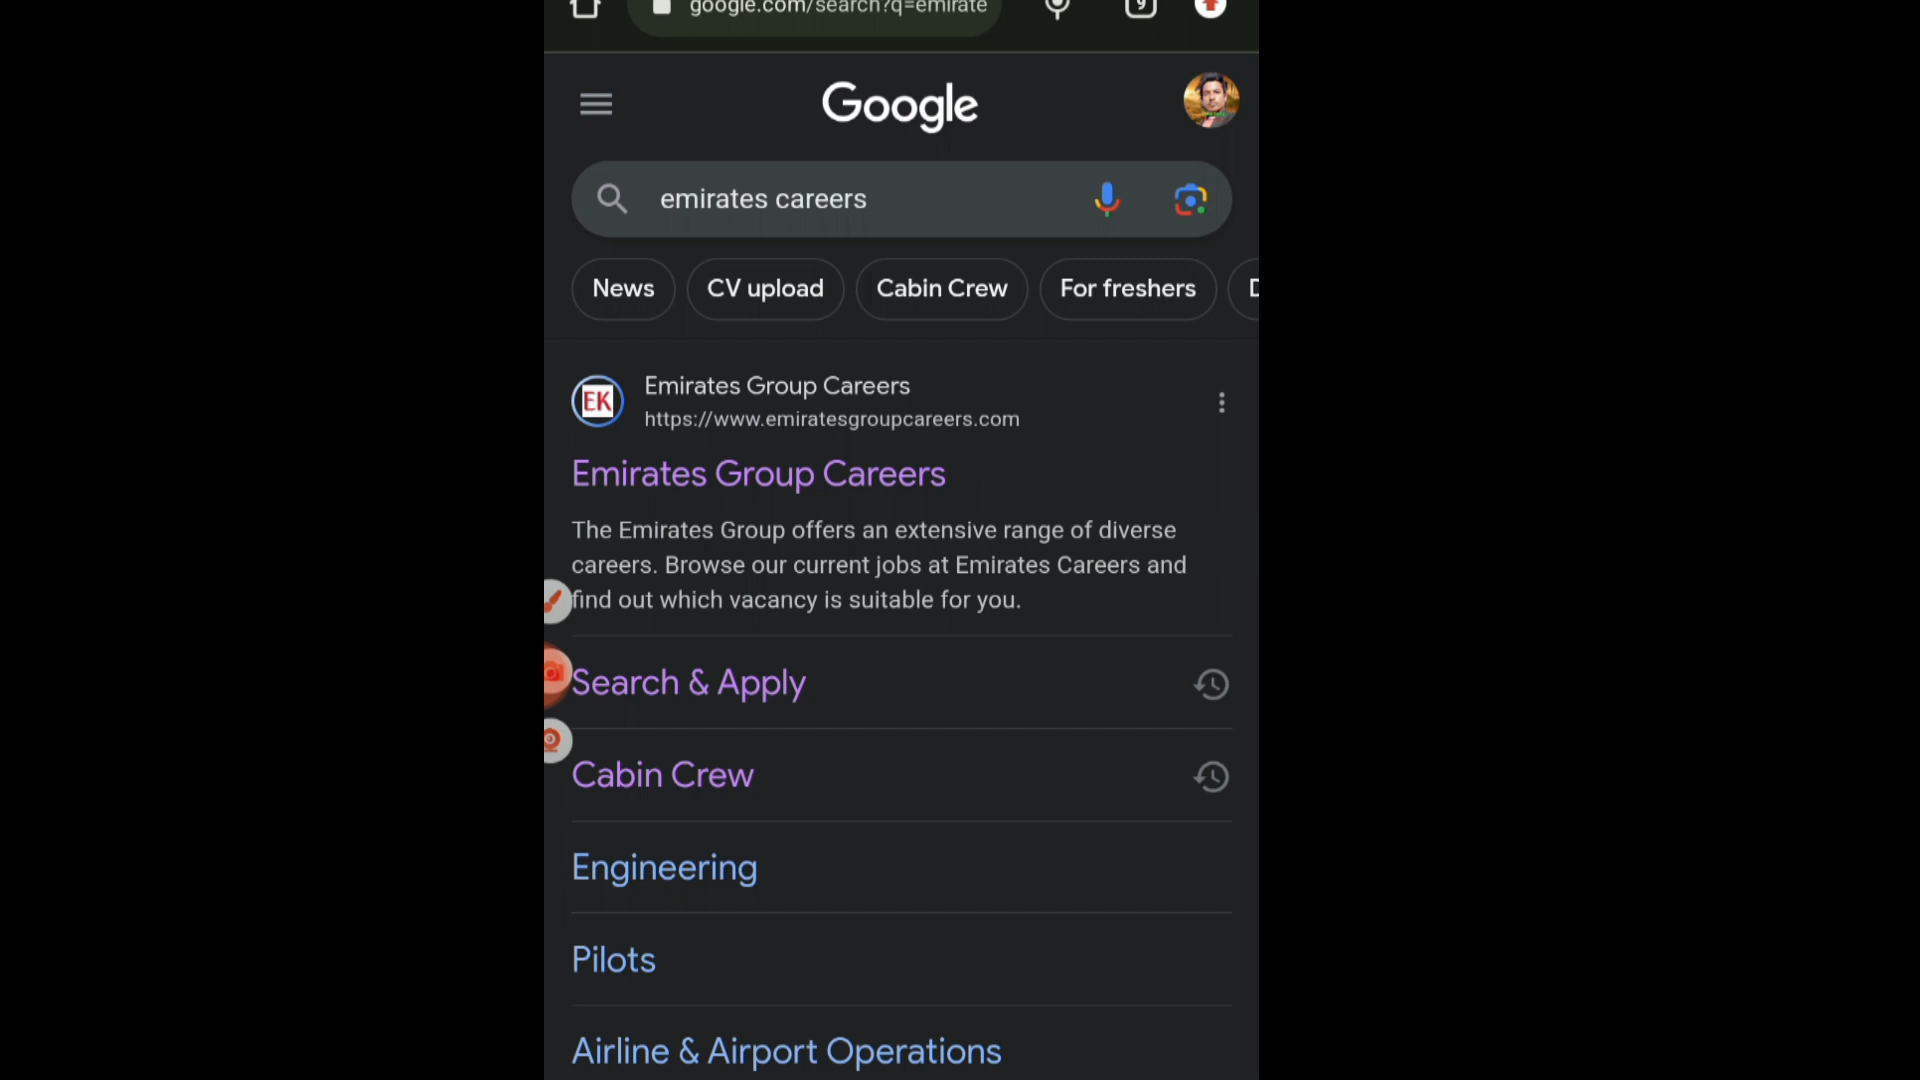 google.com/search?q=emirate
9
Google
emirates careers
News
CV upload
Cabin Crew
For freshers
EK
Emirates Group Careers
https://www.emiratesgroupcareers.com
Emirates Group Careers
The Emirates Group offers an extensive range of diverse
careers. Browse our current jobs at Emirates Careers and
find out which vacancy is suitable for you.
Search & Apply
Cabin Crew
Engineering
Pilots
Airline & Airport Operations